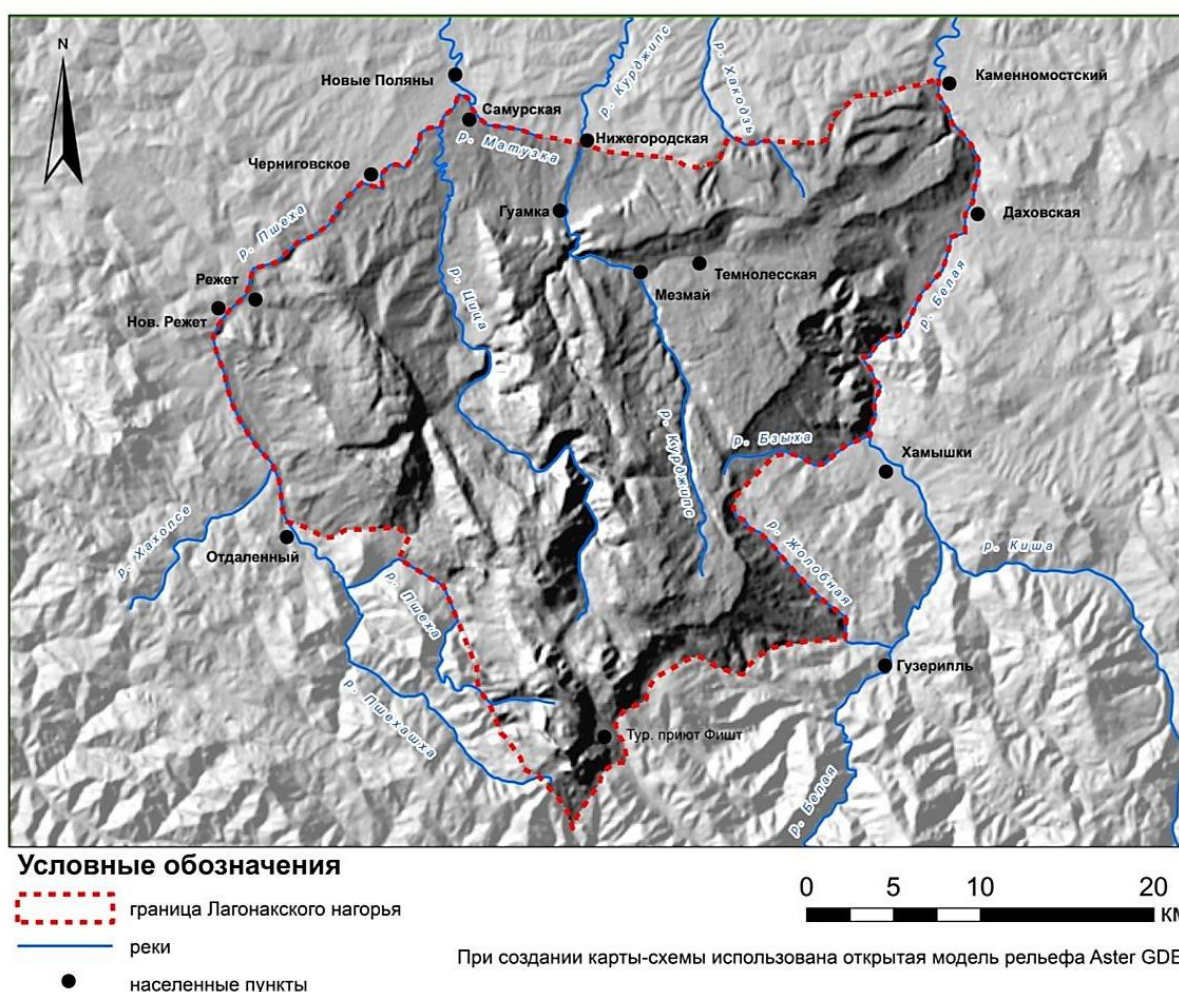 N
Новые Поляны
р. Курджипс
р. Хакодзь
Каменномостский
Самурская
р. Матузка
Нижегородская
Черниговское
Гуамка
Даховская
р. Пшеха
Темнолесская
Режет
Мезмай
р. Цица
Нов. Режет
р. Белая
р. Курджипс
р. Бзыха
Хамышки
р. Хахопсе
Отдаленный
р. Жолобная
р. Киша
р. Пшеха
Гузерипль
р. Пшехашха
Тур. приют Фишт
р. Белая
Условные обозначения
граница Лагонакского нагорья
реки
населенные пункты
0 5 10 20
КМ
При создании карты-схемы использована открытая модель рельефа Aster GDE